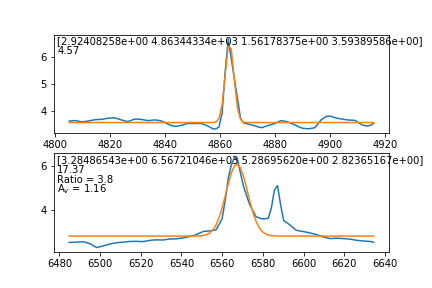 [2.92408258e+00 4.86344334e+03 1.56178375e+00 3.59389586e+00]
4.57
6
5
4
4800 4820 4840 4860 4880 4900 4920
[3.28486543e+00 6.56721046e+03 5.28695620e+00 2.82365167e+00]
17.37
Ratio = 3.8
Av = 1.16
6
4
6480 6500 6520 6540 6560 6580 6600 6620 6640